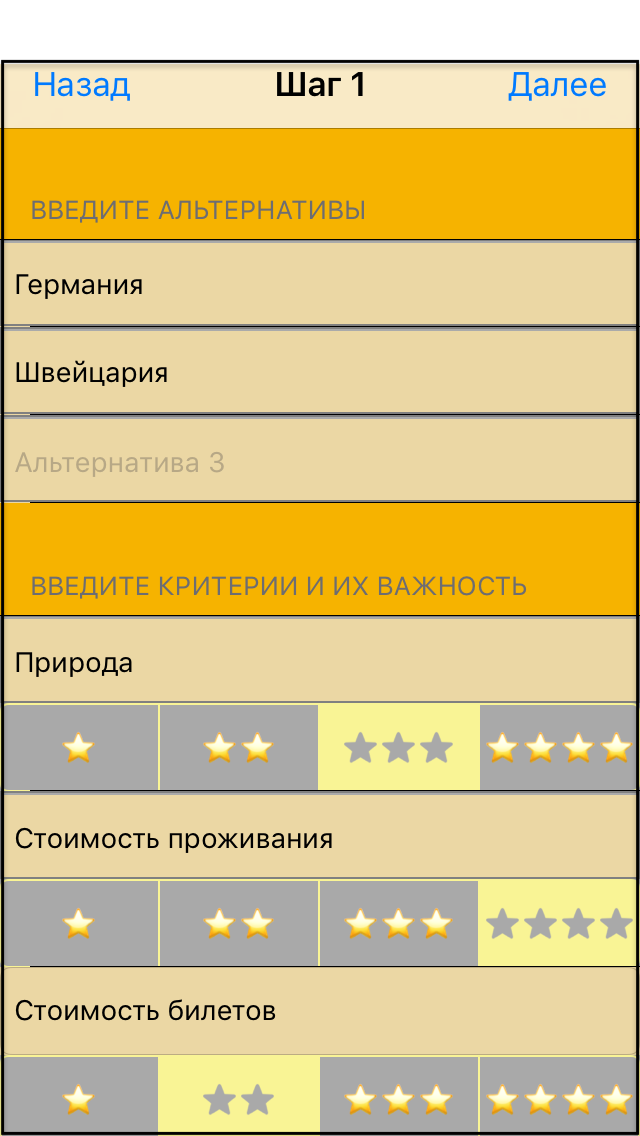 Назад Шаг 1 Далее
ВВЕДИТЕ АЛЬТЕРНАТИВЫ
Германия
Швейцария
Альтернатива 3
ВВЕДИТЕ КРИТЕРИИ И ИХ ВАЖНОСТЬ
Природа
Стоимость проживания
Стоимость билетов